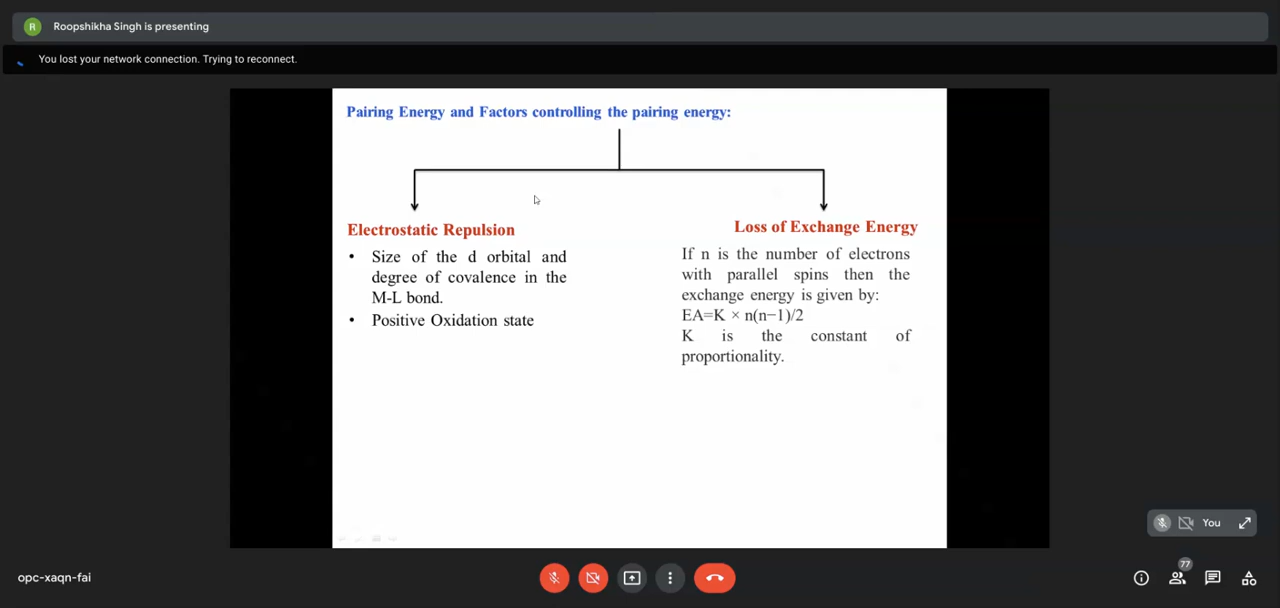 R
Roopshikha Singh is presenting
You lost your network connection. Trying to reconnect.
Pairing Energy and Factors controlling the pairing energy:
Electrostatic Repulsion
• Size of the d orbital and
degree of covalence in the
M-L bond.
• Positive Oxidation state
Loss of Exchange Energy
If n is the number of electrons
with parallel spins then the
exchange energy is given by:
EA=K × n(n−1)/2
K is the constant of
proportionality.
You
opc-xaqn-fai
77